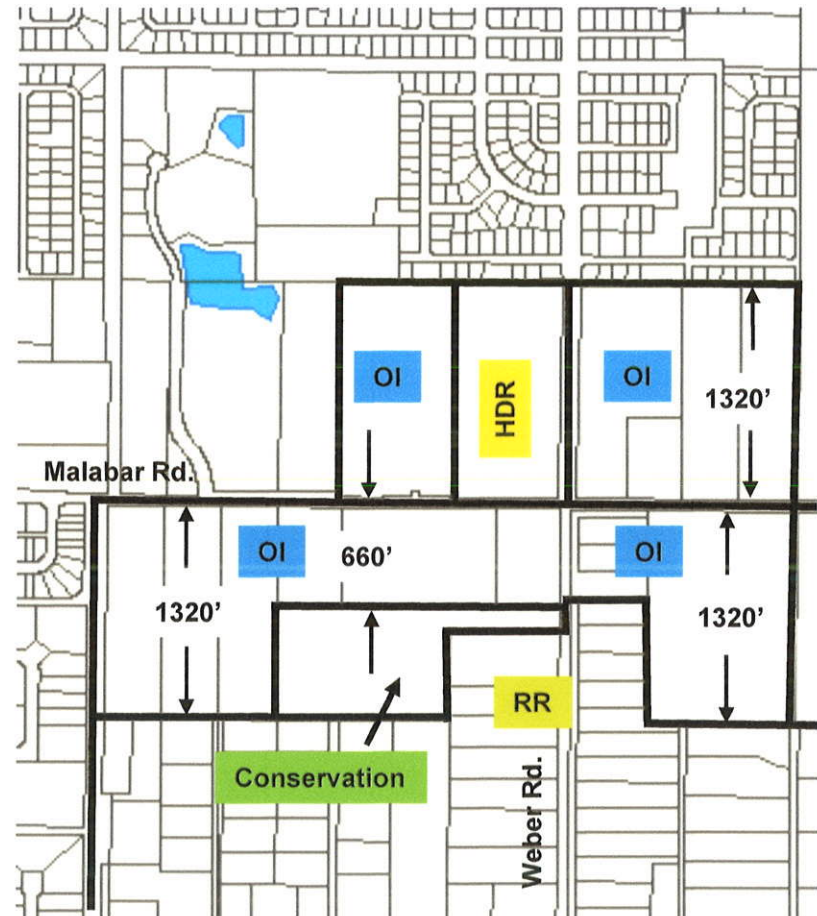 OI
HDR
OI
1320'
Malabar Rd.
OI
660'
OI
1320'
1320'
RR
Conservation
Weber Rd.